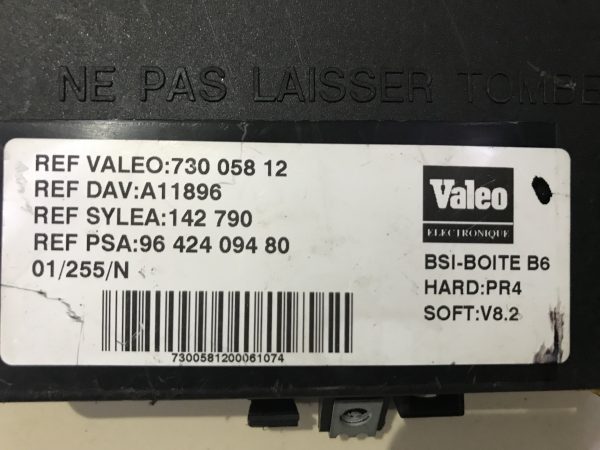 NE PAS LAISSER TOMBE
REF VALEO:730 058 12
REF DAV:A11896
REF SYLEA:142 790
REF PSA:96 424 094 80
01/255/N
7300581200061074
Valeo
ELECTRONIQUE
BSI-BOITE B6
HARD:PR4
SOFT:V8.2